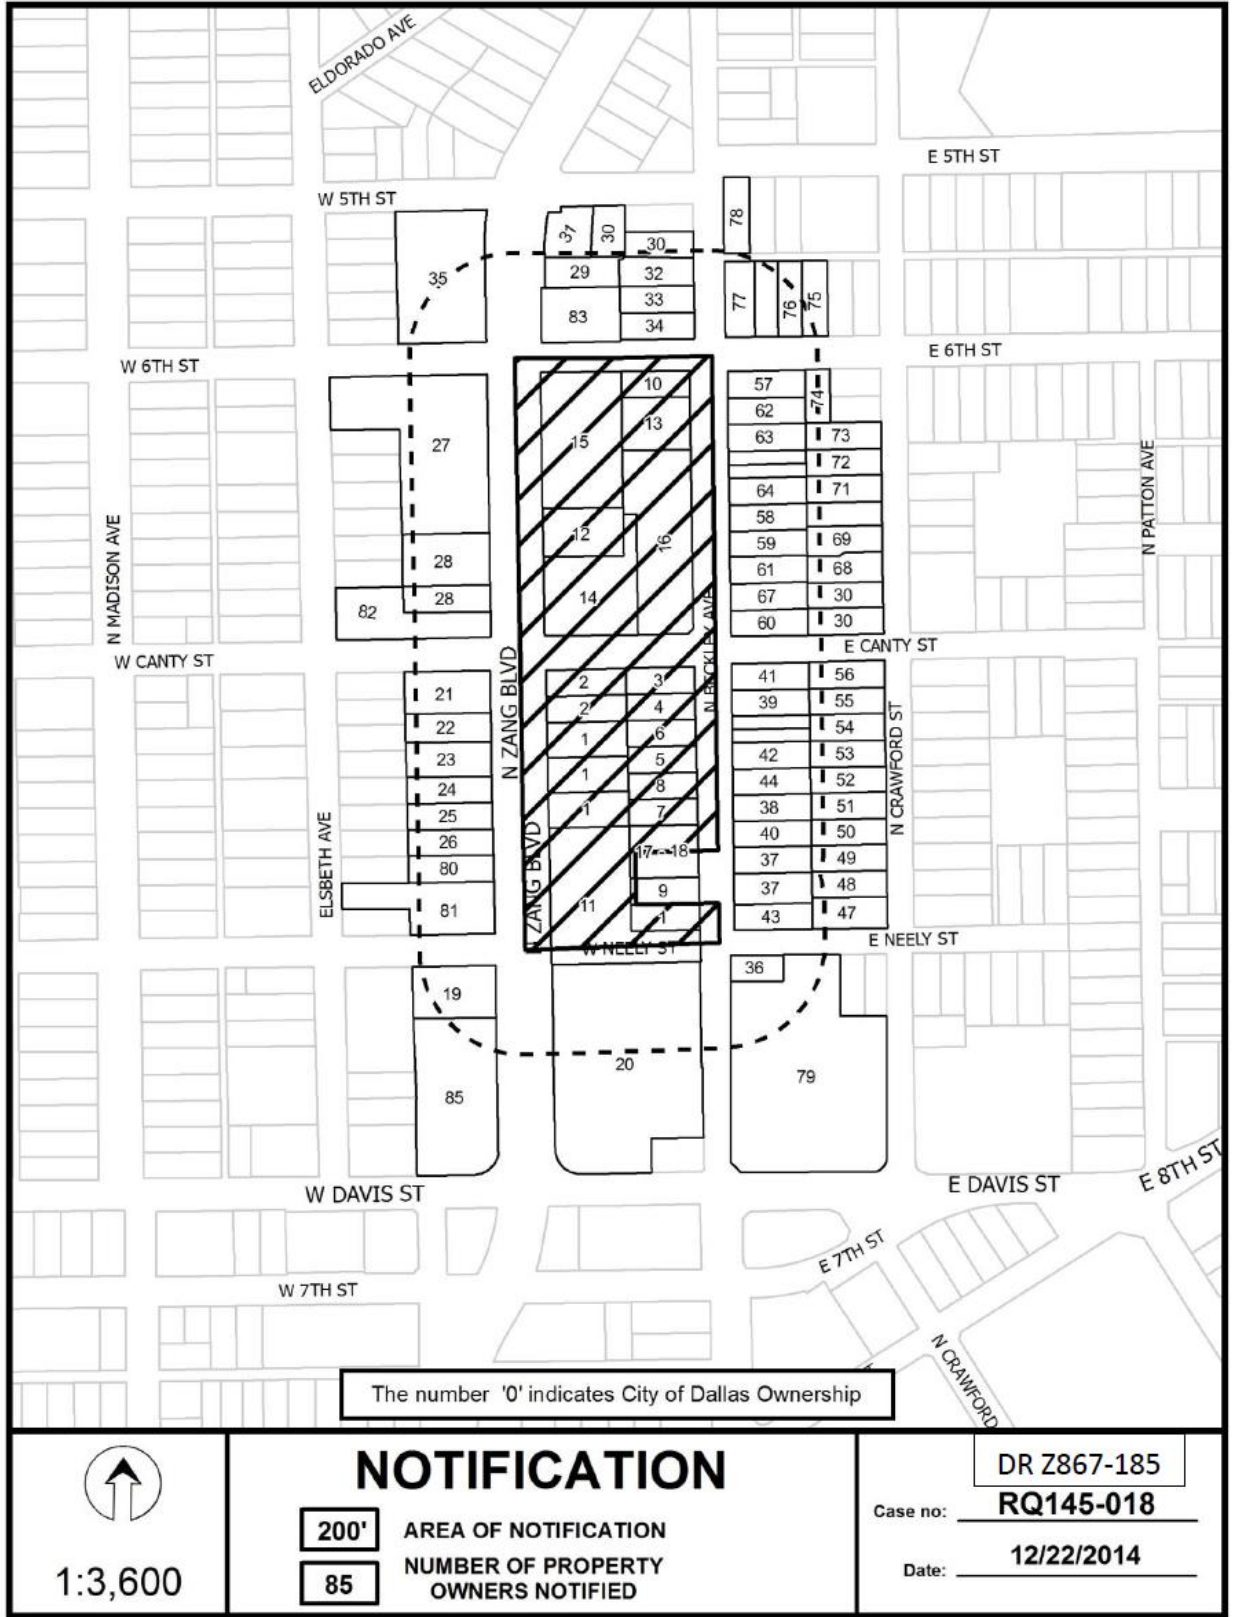 ELDORADO AVE
E 5TH ST
W 5TH ST
78
37
30
30
35
29
32
77
76
75
33
83
34
E 6TH ST
W 6TH ST
10
57
74
62
13
63
73
15
27
72
64
71
N PATTON AVE
58
12
69
59
16
N MADISON AVE
28
61
68
28
14
67
30
82
N BECKLEY AVE
60
30
E CANTY ST
W CANTY ST
N ZANG BLVD
2
3
41
56
21
2
4
39
55
22
1
6
54
N CRAWFORD ST
23
5
42
53
1
24
8
44
52
25
1
7
38
51
26
40
50
ELSBETH AVE
80
N ZANG BLVD
17 - 18
37
49
9
37
48
81
11
1
43
47
E NEELY ST
W NEELY ST
36
19
20
79
85
E 8TH ST
W DAVIS ST
E DAVIS ST
E 7TH ST
W 7TH ST
N CRAWFORD
The number '0' indicates City of Dallas Ownership
1:3,600
NOTIFICATION
200' AREA OF NOTIFICATION
85 NUMBER OF PROPERTY
OWNERS NOTIFIED
DR Z867-185
Case no: RQ145-018
Date: 12/22/2014